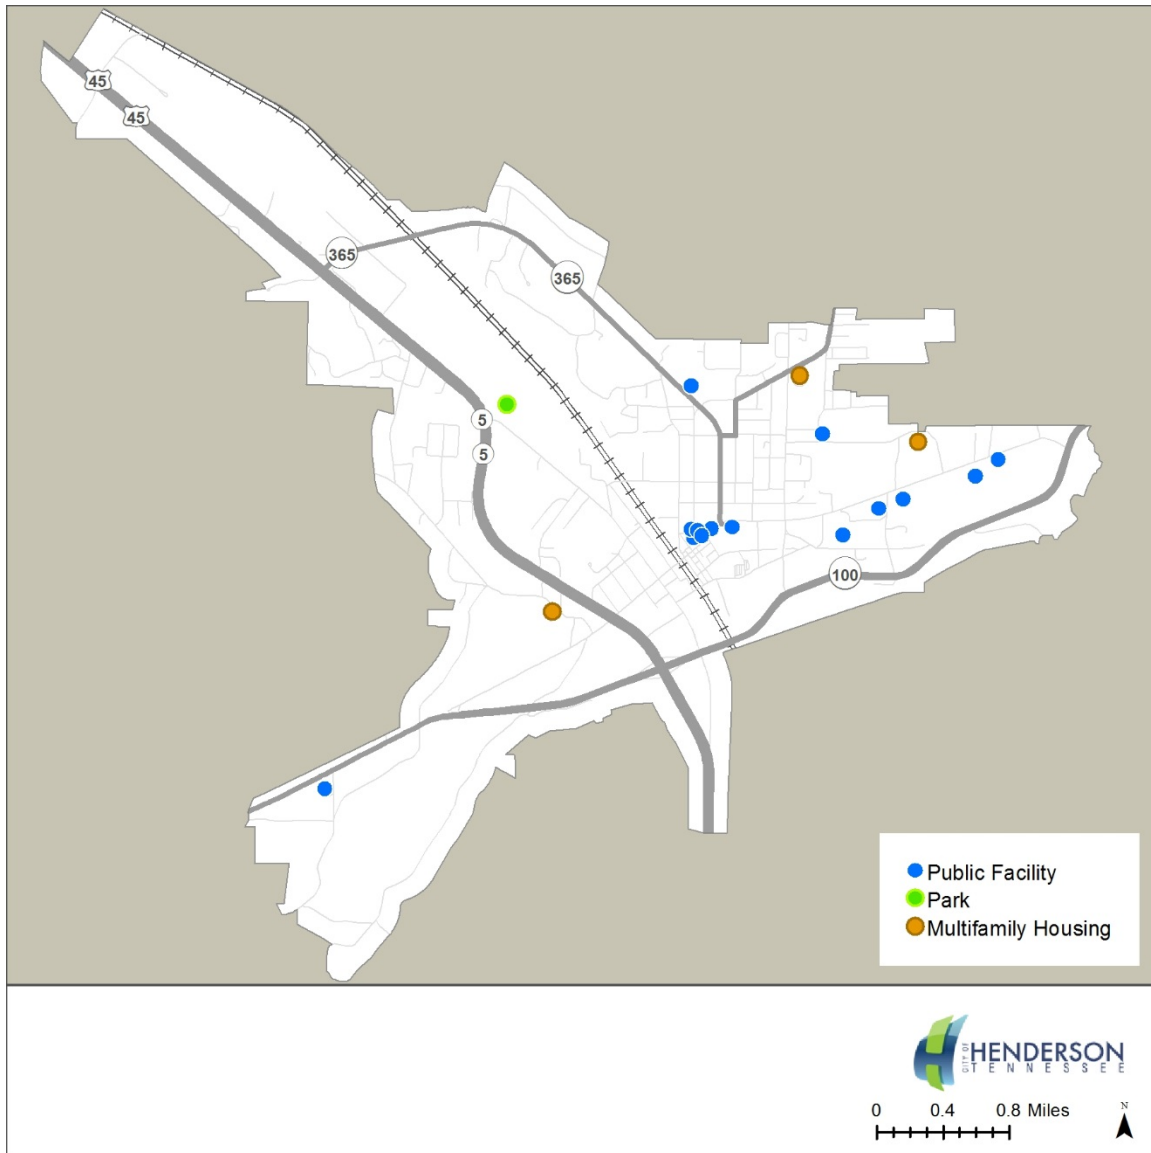 45
45
365
365
5
5
100
Public Facility
Park
Multifamily Housing
CITY OF
HENDERSON
TENNESSEE
0 0.4 0.8 Miles
N